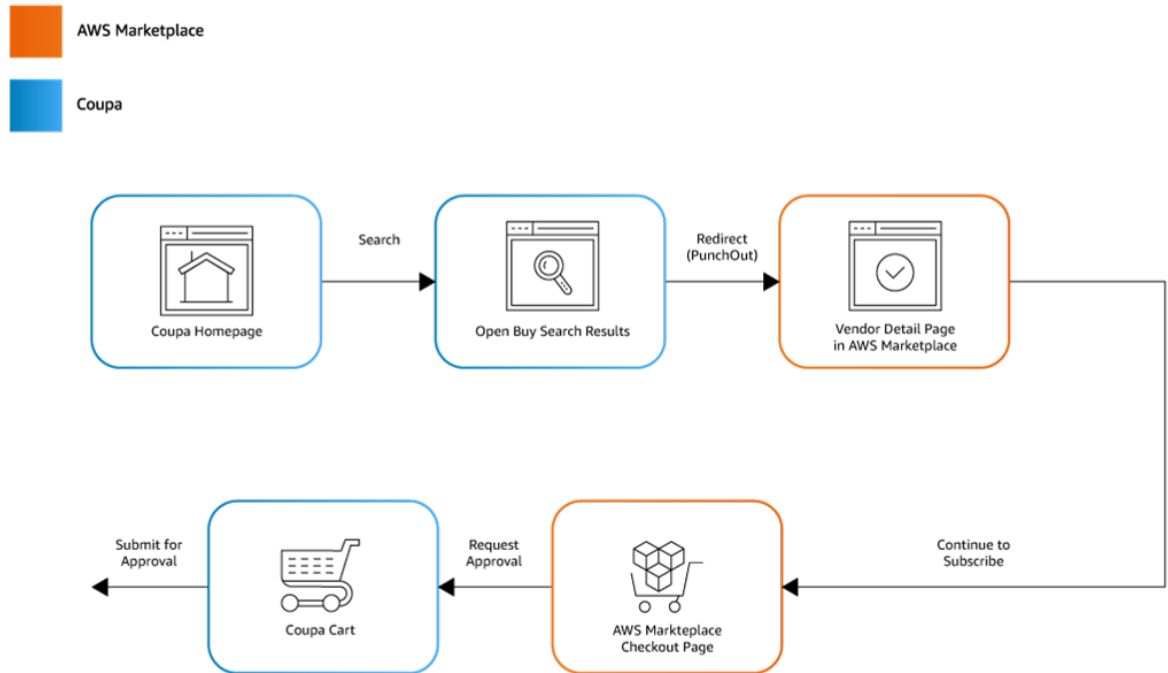 AWS Marketplace
Coupa
Coupa Homepage
Search
Open Buy Search Results
Redirect
(PunchOut)
Vendor Detail Page
in AWS Marketplace
Continue to
Subscribe
AWS Markteplace
Checkout Page
Request
Approval
Coupa Cart
Submit for
Approval